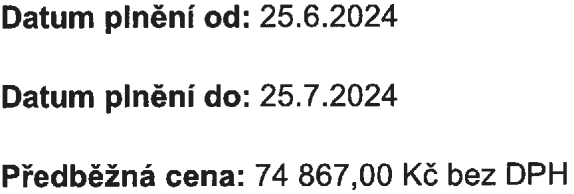 Datum plnění od: 25.6.2024
Datum plnění do: 25.7.2024
Předběžná cena: 74 867,00 Kč bez DPH